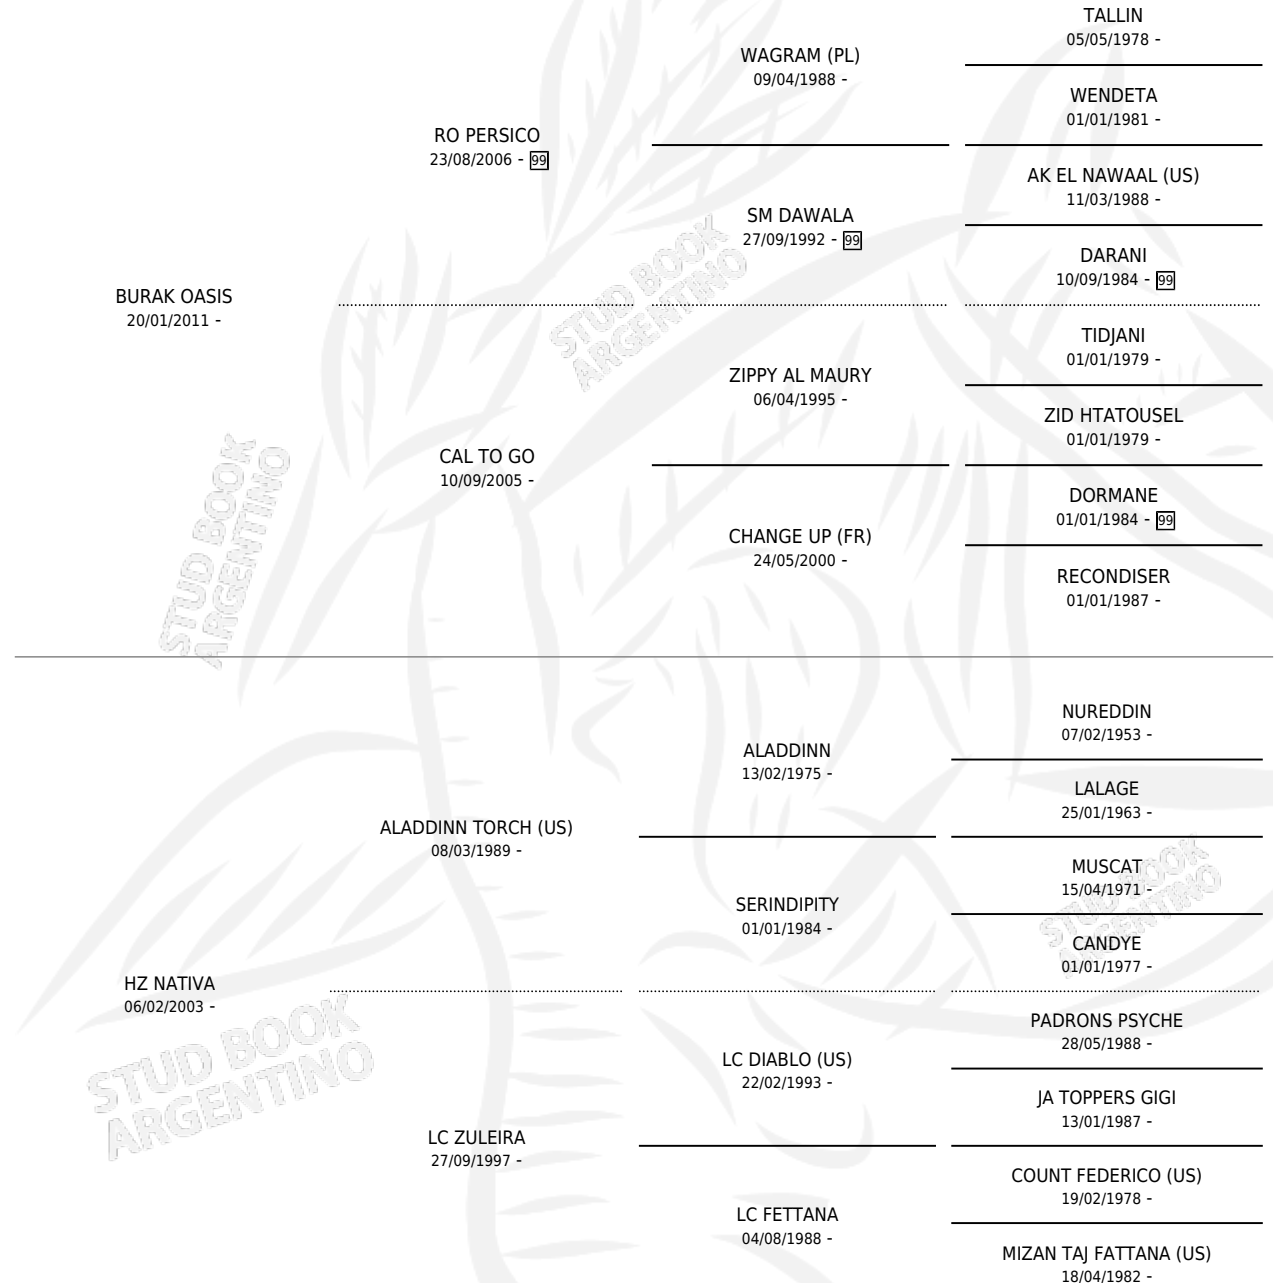 TALLIN
05/05/1978 -
WAGRAM (PL)
09/04/1988 -
WENDETA
01/01/1981 -
RO PERSICO
23/08/2006 - 99
AK EL NAWAAL (US)
11/03/1988 -
SM DAWALA
27/09/1992 - 99
DARANI
10/09/1984 - 99
BURAK OASIS
20/01/2011 -
TIDJANI
01/01/1979 -
ZIPPY AL MAURY
06/04/1995 -
ZID HTATOUSEL
01/01/1979 -
CAL TO GO
10/09/2005 -
DORMANE
01/01/1984 - 99
CHANGE UP (FR)
24/05/2000 -
RECONDISER
01/01/1987 -
NUREDDIN
07/02/1953 -
ALADDINN
13/02/1975 -
LALAGE
25/01/1963 -
ALADDINN TORCH (US)
08/03/1989 -
MUSCAT
15/04/1971 -
SERINDIPITY
01/01/1984 -
CANDYE
01/01/1977 -
HZ NATIVA
06/02/2003 -
PADRONS PSYCHE
28/05/1988 -
LC DIABLO (US)
22/02/1993 -
JA TOPPERS GIGI
13/01/1987 -
LC ZULEIRA
27/09/1997 -
COUNT FEDERICO (US)
19/02/1978 -
LC FETTANA
04/08/1988 -
MIZAN TAJ FATTANA (US)
18/04/1982 -
STUD BOOK
ARGENTINO
STUD BOOK
ARGENTINO
STUD BOOK
ARGENTINO
STUD BOOK
ARGENTINO